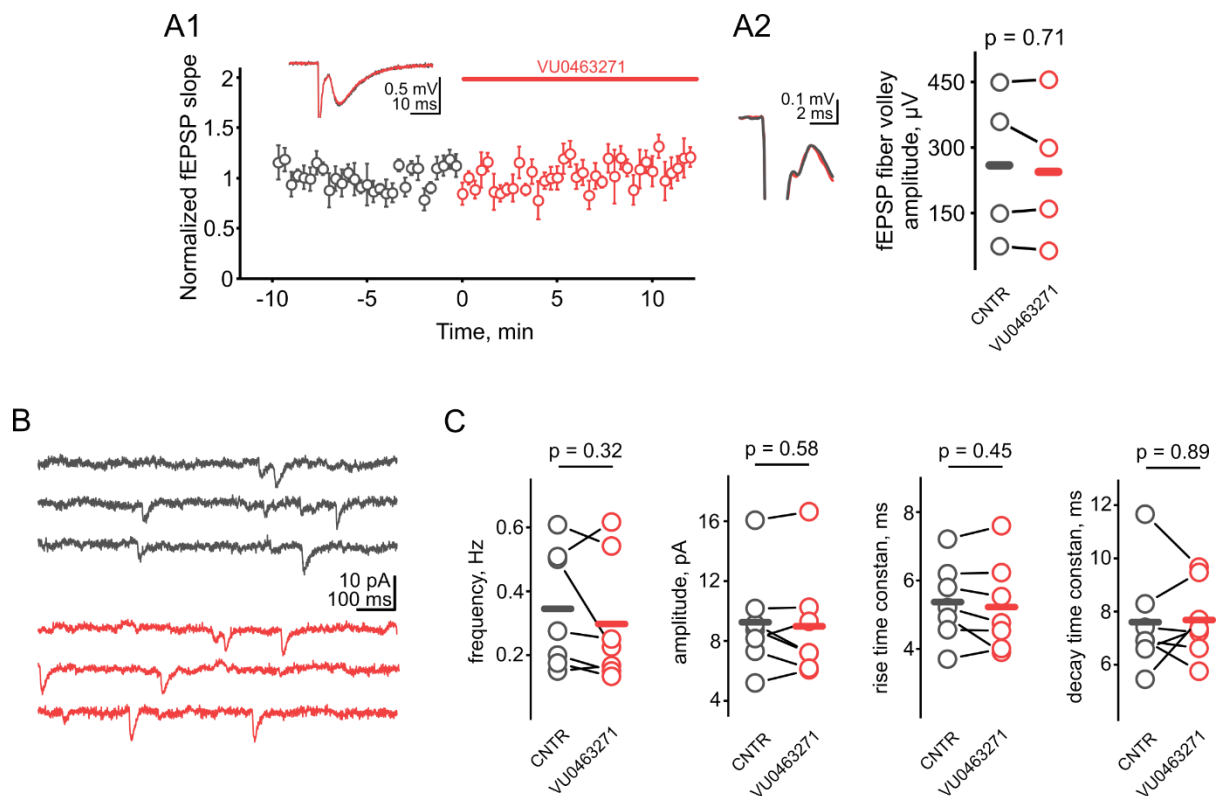 A1
Normalized fEPSP slope
2
1.5
1
0.5
0
-10
-5
0
5
10
Time, min
0.5 mV
10 ms
VU0463271
A2
0.1 mV
2 ms
p = 0.71
fEPSP fiber volley
amplitude, µV
450
300
150
CNTR
VU0463271
B
10 pA
100 ms
C
p = 0.32
frequency, Hz
0.6
0.4
0.2
CNTR
VU0463271
p = 0.58
amplitude, pA
16
12
8
4
CNTR
VU0463271
p = 0.45
rise time constan, ms
8
6
4
CNTR
VU0463271
p = 0.89
decay time constan, ms
12
10
8
6
CNTR
VU0463271